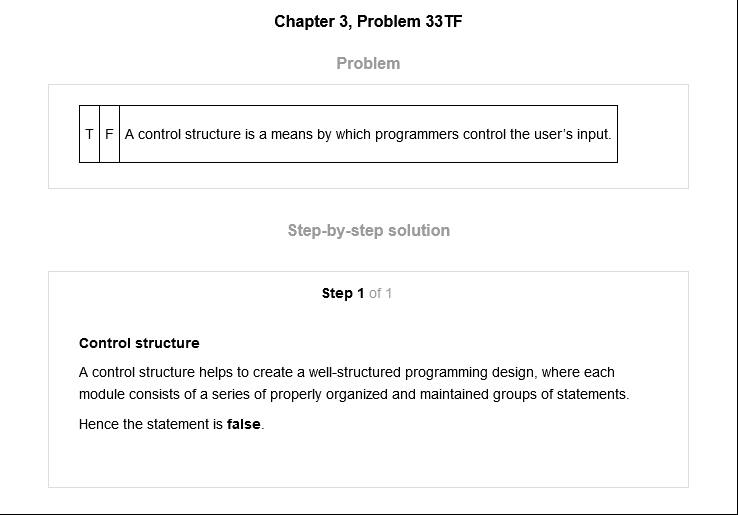 Chapter 3, Problem 33TF
Problem
T F A control structure is a means by which programmers control the user’s input.
Step-by-step solution
Step 1 of 1
Control structure
A control structure helps to create a well-structured programming design, where each
module consists of a series of properly organized and maintained groups of statements.
Hence the statement is false.